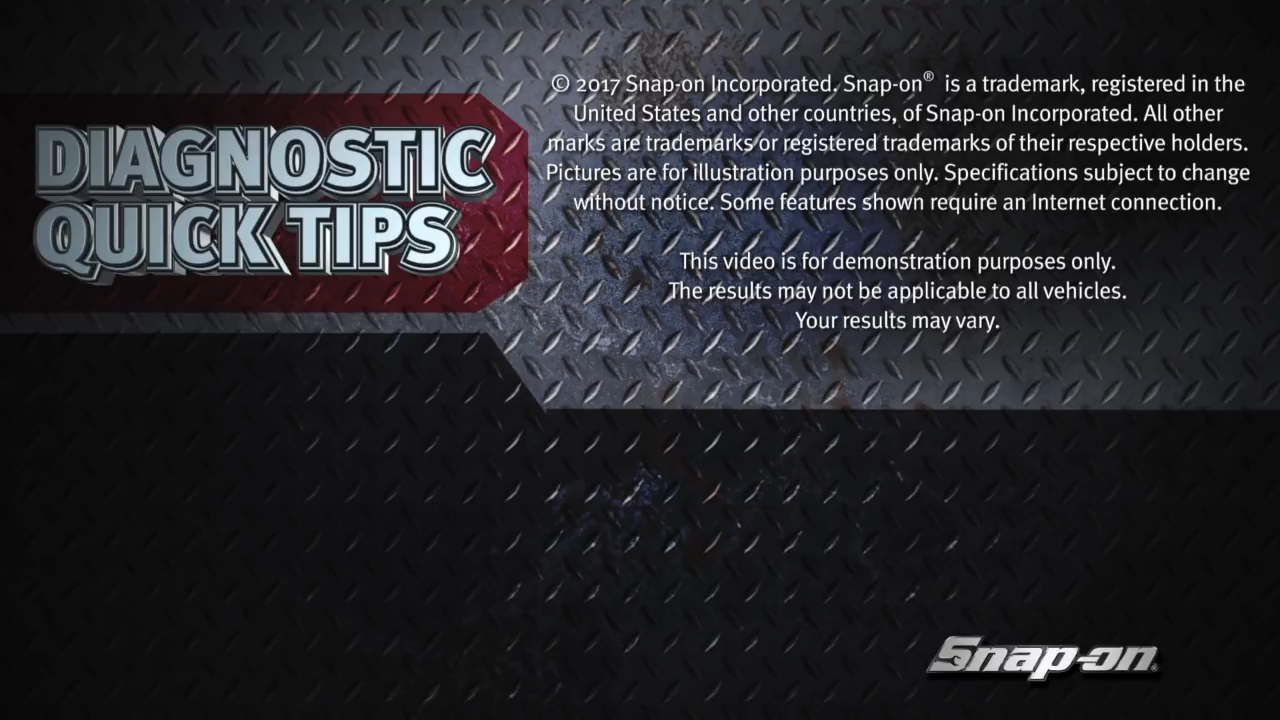 DIAGNOSTIC
QUICK TIPS
© 2017 Snap-on Incorporated. Snap-on® is a trademark, registered in the
United States and other countries, of Snap-on Incorporated. All other
marks are trademarks or registered trademarks of their respective holders.
Pictures are for illustration purposes only. Specifications subject to change
without notice. Some features shown require an Internet connection.
This video is for demonstration purposes only.
The results may not be applicable to all vehicles.
Your results may vary.
Snap-on®